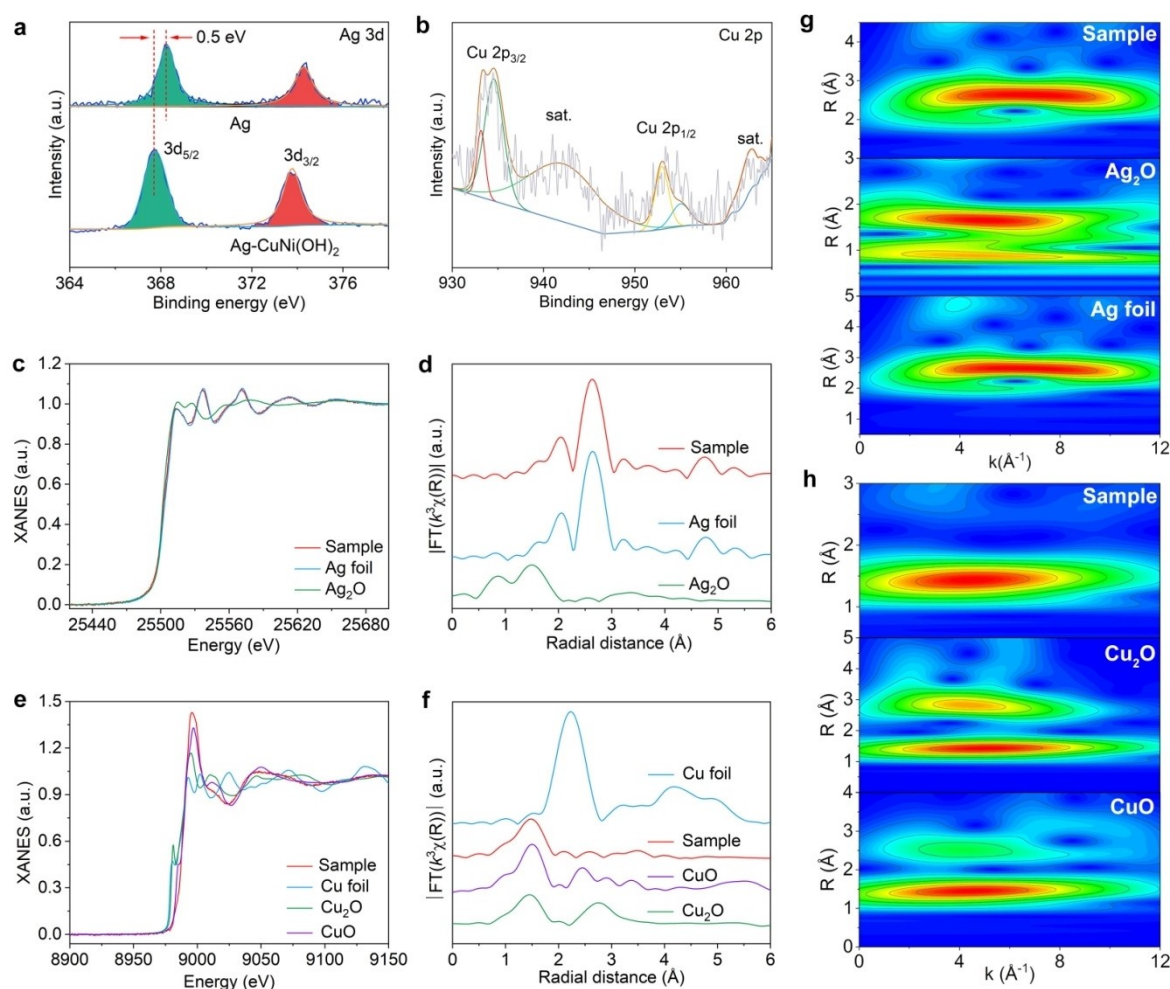 a
0.5 eV
Ag 3d
Intensity (a.u.)
Ag
3d5/2
3d3/2
Ag-CuNi(OH)2
364 368 372 376
Binding energy (eV)
b
Cu 2p
Cu 2p3/2
sat.
Cu 2p1/2
sat.
Intensity (a.u.)
930 940 950 960
Binding energy (eV)
c
XANES (a.u.)
1.2
1.0
0.8
0.6
0.4
0.2
0.0
Sample
Ag foil
Ag2O
25440 25500 25560 25620 25680
Energy (eV)
d
|FT(k³χ(R))| (a.u.)
Sample
Ag foil
Ag2O
0 1 2 3 4 5 6
Radial distance (Å)
e
XANES (a.u.)
1.5
1.2
0.9
0.6
0.3
0.0
Sample
Cu foil
Cu2O
CuO
8900 8950 9000 9050 9100 9150
Energy (eV)
f
|FT(k³χ(R))| (a.u.)
Cu foil
Sample
CuO
Cu2O
0 1 2 3 4 5 6
Radial distance (Å)
g
Sample
R (Å)
4
3
2
3
Ag2O
R (Å)
2
1
5
Ag foil
R (Å)
4
3
2
1
0 4 8 12
k(Å⁻¹)
h
3
Sample
R (Å)
2
1
5
Cu2O
R (Å)
4
3
2
1
4
CuO
R (Å)
3
2
1
0
0 4 8 12
k (Å⁻¹)